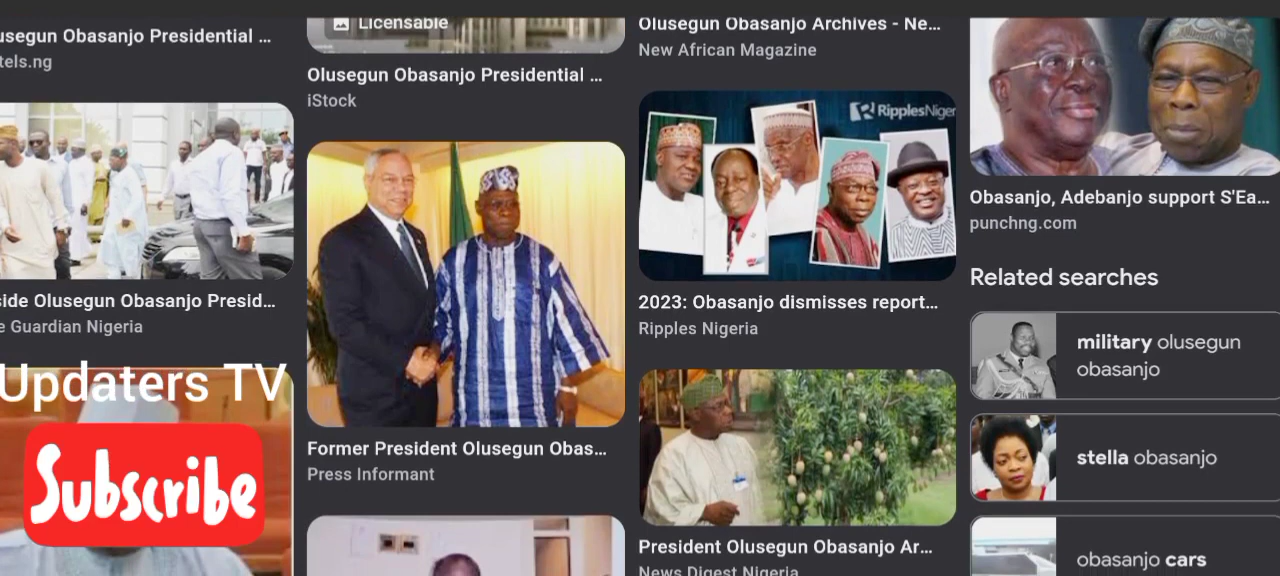 usegun Obasanjo Presidential ...
tels.ng
side Olusegun Obasanjo Presid...
e Guardian Nigeria
Updaters TV
Subscribe
Licensable
Olusegun Obasanjo Presidential ...
iStock
Former President Olusegun Obas...
Press Informant
Olusegun Obasanjo Archives - Ne...
New African Magazine
RipplesNiger
2023: Obasanjo dismisses report...
Ripples Nigeria
President Olusegun Obasanjo Ar...
News Digest Nigeria
Obasanjo, Adebanjo support S'Ea...
punchng.com
Related searches
military olusegun
obasanjo
stella obasanjo
obasanjo cars